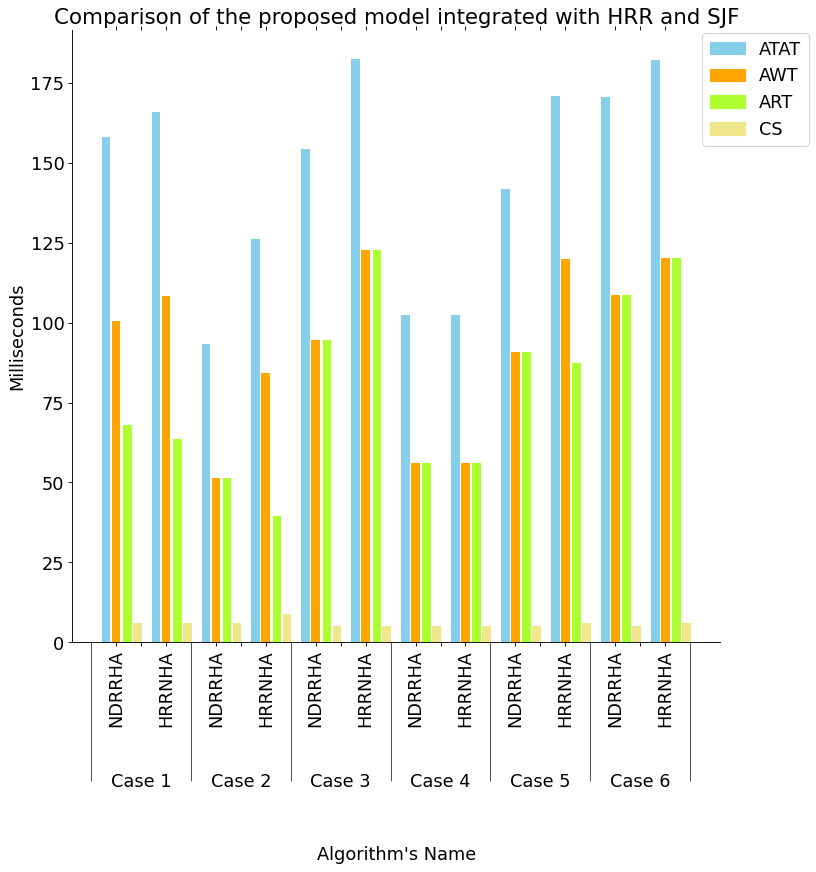 Comparison of the proposed model integrated with HRR and SJF
ATAT
AWT
ART
CS
175
150
125
100
75
50
25
0
Milliseconds
NDRRHA
HRRNHA
NDRRHA
HRRNHA
NDRRHA
HRRNHA
NDRRHA
HRRNHA
NDRRHA
HRRNHA
NDRRHA
HRRNHA
Case 1
Case 2
Case 3
Case 4
Case 5
Case 6
Algorithm's Name